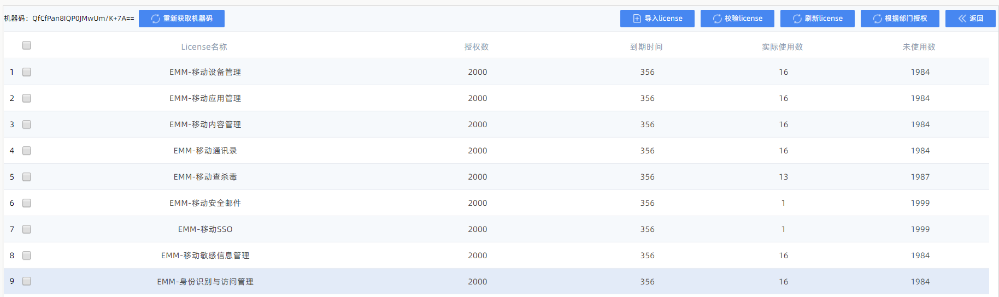 机器码：QfCfPan8IQP0JMwUm/K+7A== 重新获取机器码 导入license 校验license 刷新license 根据部门授权 返回
License名称 授权数 到期时间 实际使用数 未使用数
1 EMM-移动设备管理 2000 356 16 1984
2 EMM-移动应用管理 2000 356 16 1984
3 EMM-移动内容管理 2000 356 16 1984
4 EMM-移动通讯录 2000 356 16 1984
5 EMM-移动查杀毒 2000 356 13 1987
6 EMM-移动安全邮件 2000 356 1 1999
7 EMM-移动SSO 2000 356 1 1999
8 EMM-移动敏感信息管理 2000 356 16 1984
9 EMM-身份识别与访问管理 2000 356 16 1984